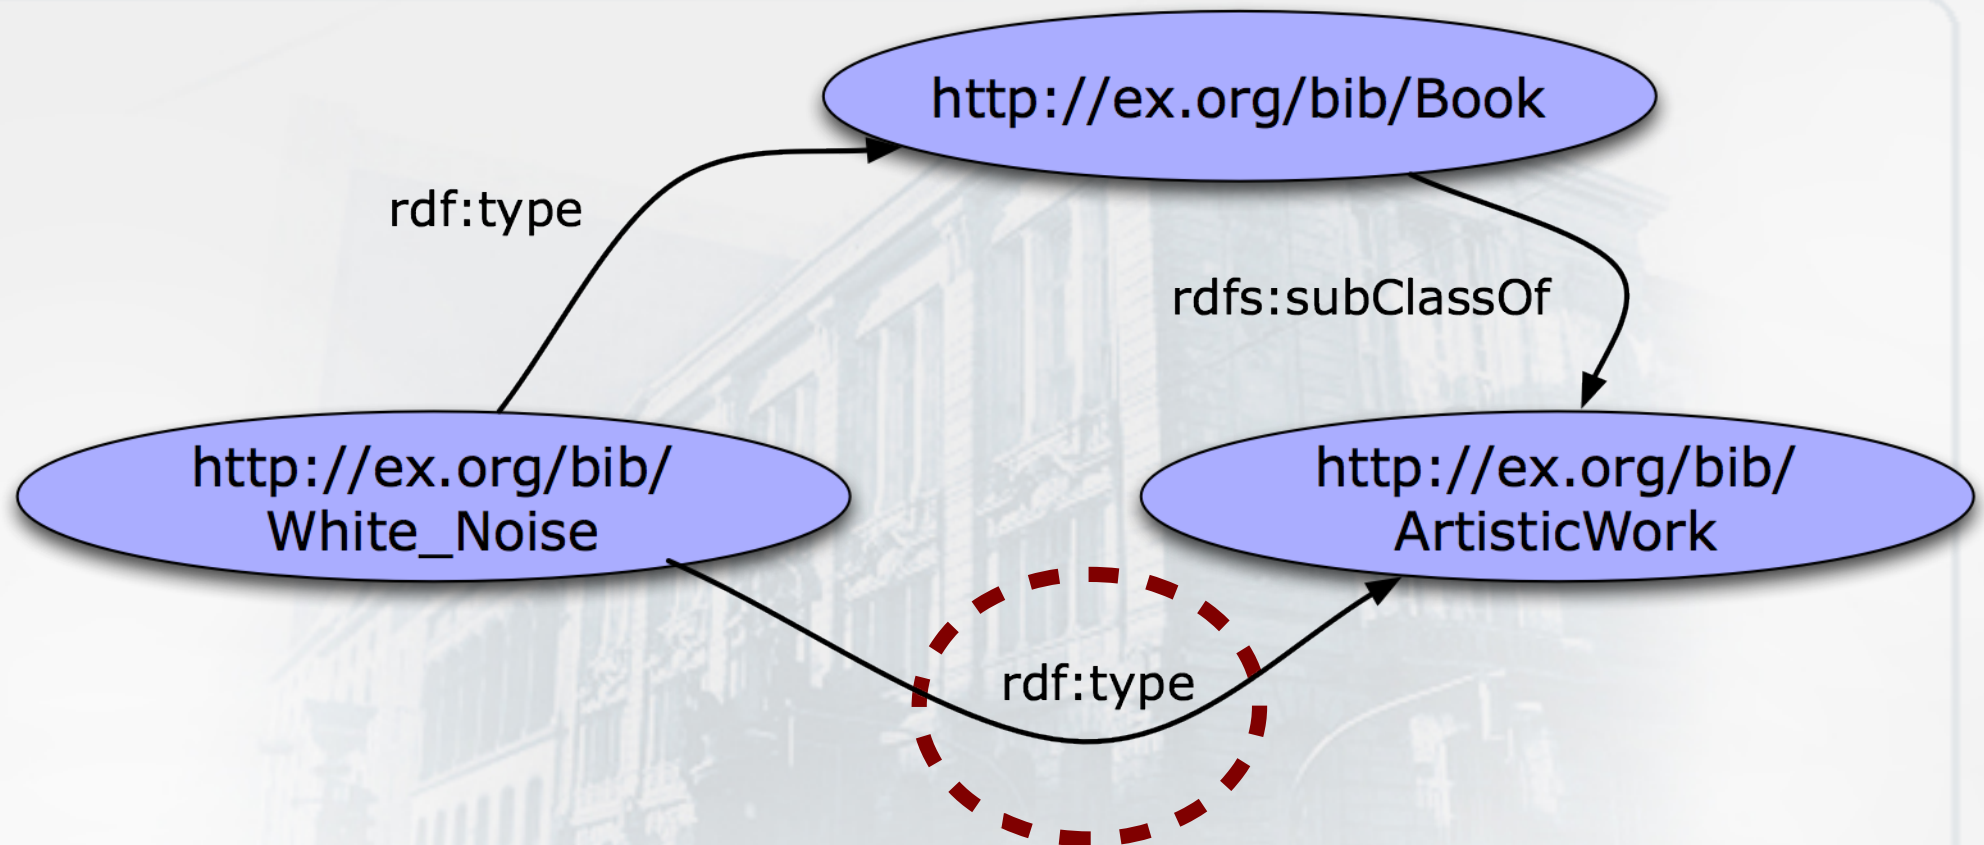 http://ex.org/bib/Book
rdf:type
rdfs:subClassOf
http://ex.org/bib/
White_Noise
http://ex.org/bib/
ArtisticWork
rdf:type